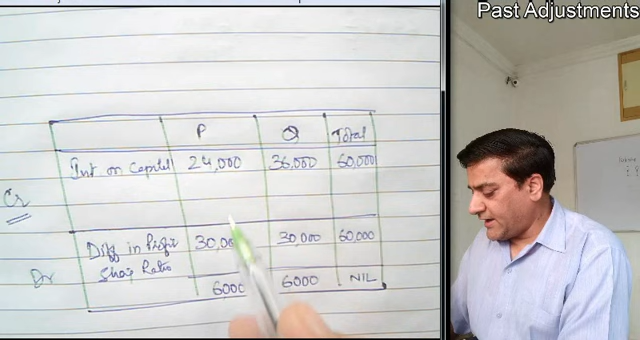 Past Adjustments
P Q Total
Int on Capital 24,000 36,000 60,000
Cr
Diff in Profit 30,000 30,000 60,000
Dr Share Ratio
6000 6000 NIL